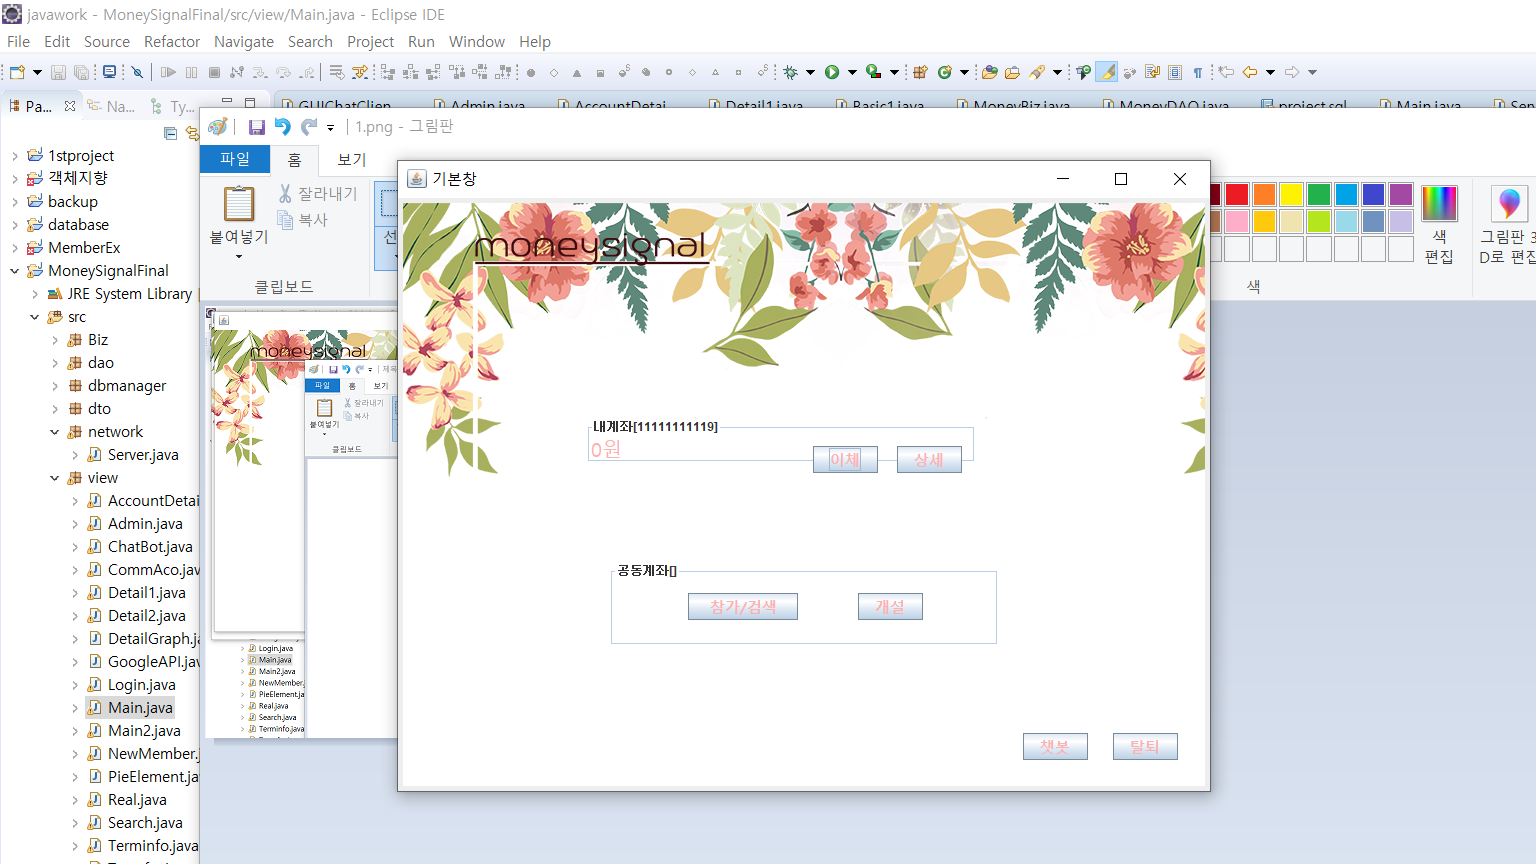 javawork - MoneySignalFinal/src/view/Main.java - Eclipse IDE
File Edit Source Refactor Navigate Search Project Run Window Help
Pa... Na... Ty...
GUIChatClien Admin.java AccountDetai Detail1.java Basic1.java MoneyBiz.java MoneyDAO.java project.sql Main.java Serv
1.png - 그림판
파일 홈 보기
붙여넣기
잘라내기
복사
선
클립보드
색
편집
그림판 3
D로 편집
색
1stproject
객체지향
backup
database
MemberEx
MoneySignalFinal
JRE System Library
src
Biz
dao
dbmanager
dto
network
Server.java
view
AccountDetai
Admin.java
ChatBot.java
CommAco.jav
Detail1.java
Detail2.java
DetailGraph.ja
GoogleAPI.jav
Login.java
Main.java
Main2.java
NewMember.j
PieElement.ja
Real.java
Search.java
Terminfo.java
moneysignal
제목
파일 홈 보기
붙여넣기
잘라내기
복사
클립보드
Login.java
Main.java
Main2.java
NewMember.
PieElement.ja
Real.java
Search.java
Terminfo.java
기본창
moneysignal
내계좌[11111111119]
0원
이체 상세
공동계좌[]
참가/검색 개설
챗봇 탈퇴